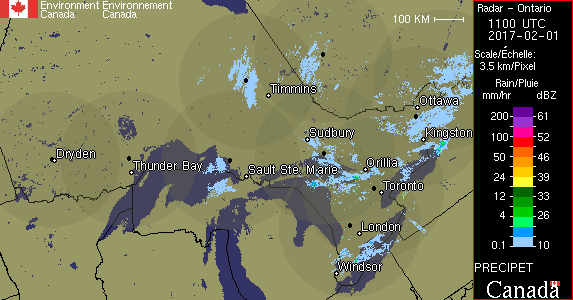 Environment Environnement
Canada Canada
100 KM
Radar - Ontario
1100 UTC
2017-02-01
Scale/Échelle:
3.5 km/Pixel
Rain/Pluie
mm/hr dBZ
200 61
100 52
50 46
24 39
12 33
4 26
0.1 10
PRECIPET
Canada
Timmins
Ottawa
Sudbury
Kingston
Dryden
Thunder Bay
Sault Ste. Marie
Orillia
Toronto
London
Windsor